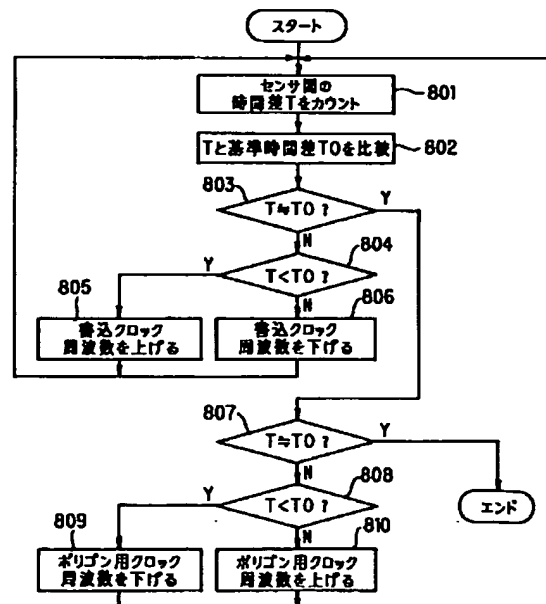 スタート
センサ間の
時間差Tをカウント
801
Tと基準時間差T0を比較
802
803
T≒T0?
Y
N
804
T<T0?
Y
N
805
書込クロック
周波数を上げる
806
書込クロック
周波数を下げる
807
T≒T0?
Y
N
808
T<T0?
Y
N
エンド
809
ポリゴン用クロック
周波数を下げる
810
ポリゴン用クロック
周波数を上げる